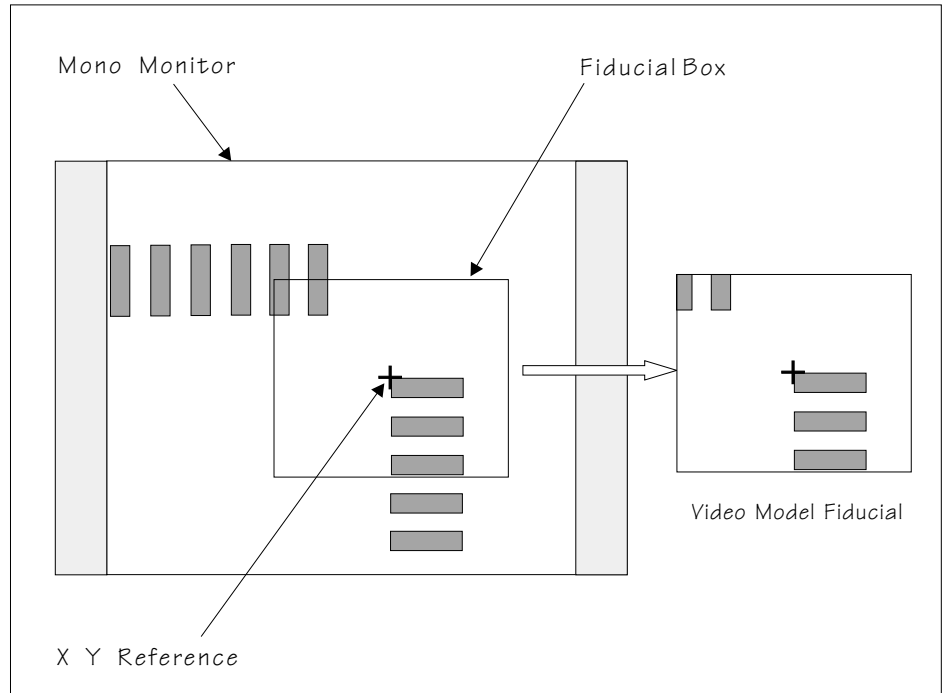 Mono Monitor
Fiducial Box
Video Model Fiducial
X Y Reference